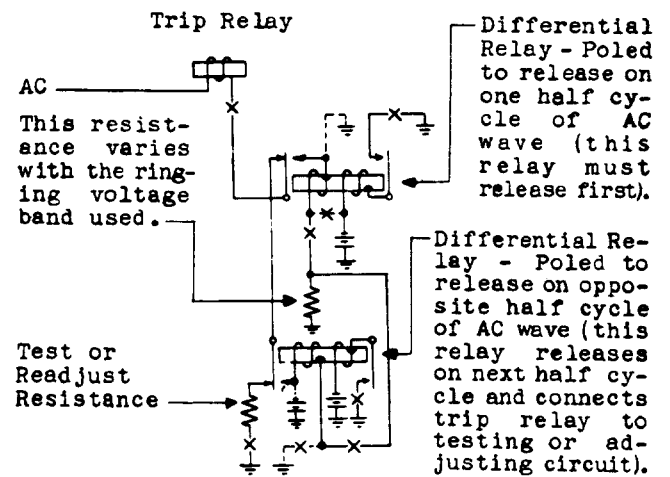 Trip Relay
AC
This resist-
ance varies
with the ring-
ing voltage
band used.
Test or
Readjust
Resistance
Differential
Relay - Poled
to release on
one half cy-
cle of AC
wave (this
relay must
release first).
Differential Re-
lay - Poled to
release on oppo-
site half cycle
of AC wave (this
relay releases
on next half cy-
cle and connects
trip relay to
testing or ad-
justing circuit).